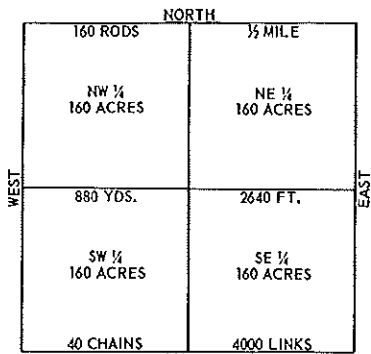 NORTH
160 RODS
½ MILE
NW ¼
160 ACRES
NE ¼
160 ACRES
WEST
EAST
880 YDS.
2640 FT.
SW ¼
160 ACRES
SE ¼
160 ACRES
40 CHAINS
4000 LINKS